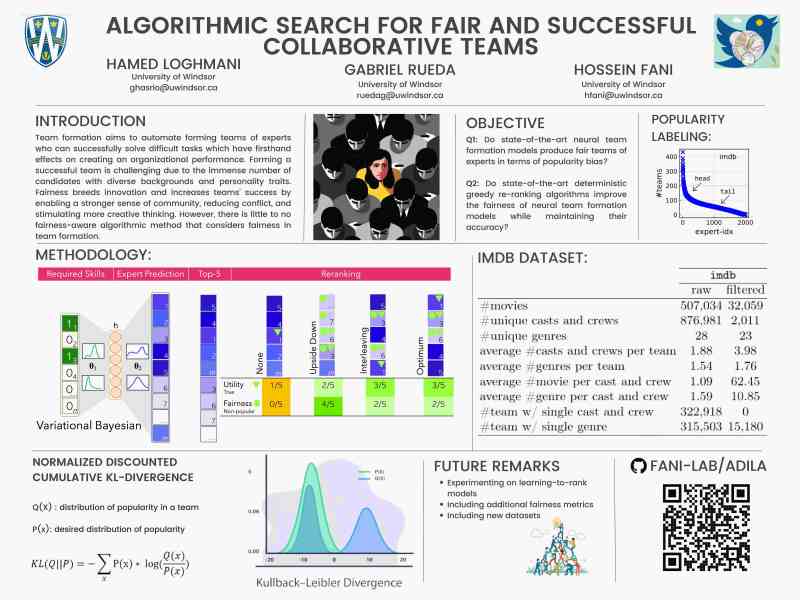 ALGORITHMIC SEARCH FOR FAIR AND SUCCESSFUL
COLLABORATIVE TEAMS
HAMED LOGHMANI
University of Windsor
ghasrlo@uwindsor.ca
GABRIEL RUEDA
University of Windsor
ruedag@uwindsor.ca
HOSSEIN FANI
University of Windsor
hfani@uwindsor.ca
INTRODUCTION
Team formation aims to automate forming teams of experts
who can successfully solve difficult tasks which have firsthand
effects on creating an organizational performance. Forming a
successful team is challenging due to the immense number of
candidates with diverse backgrounds and personality traits.
Fairness breeds innovation and increases teams' success by
enabling a stronger sense of community, reducing conflict, and
stimulating more creative thinking. However, there is little to no
fairness-aware algorithmic method that considers fairness in
team formation.
OBJECTIVE
Q1: Do state-of-the-art neural team
formation models produce fair teams of
experts in terms of popularity bias?
Q2: Do state-of-the-art deterministic
greedy re-ranking algorithms improve
the fairness of neural team formation
models while maintaining their
accuracy?
POPULARITY
LABELING:
imdb
head
tail
#teams
400
300
200
100
0
0 1000 2000
expert-idx
METHODOLOGY:
Required Skills Expert Prediction Top-5 Reranking
h
θ₁ θ₂
Variational Bayesian
None
Upside Down
Interleaving
Optimum
Utility
True
1/5 2/5 3/5 3/5
Fairness
Non-popular
0/5 4/5 2/5 2/5
IMDB DATASET:
imdb
raw filtered
#movies 507,034 32,059
#unique casts and crews 876,981 2,011
#unique genres 28 23
average #casts and crews per team 1.88 3.98
average #genres per team 1.54 1.76
average #movie per cast and crew 1.09 62.45
average #genre per cast and crew 1.59 10.85
#team w/ single cast and crew 322,918 0
#team w/ single genre 315,503 15,180
NORMALIZED DISCOUNTED
CUMULATIVE KL-DIVERGENCE
Q(X) : distribution of popularity in a team
P(x): desired distribution of popularity
KL(Q||P) = −∑x P(x) * log(Q(x)/P(x))
P(X)
Q(X)
0.00
-20 -10 0 10 20
Kullback-Leibler Divergence
FUTURE REMARKS
Experimenting on learning-to-rank
models
Including additional fairness metrics
Including new datasets
FANI-LAB/ADILA